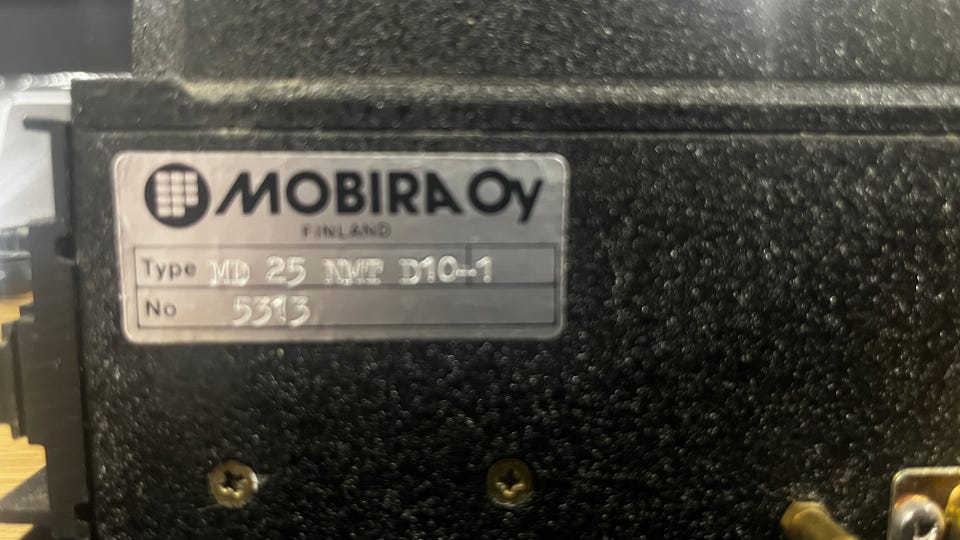 MOBIRA Oy
FINLAND
Type MD 25 NMT D10-1
No 5313